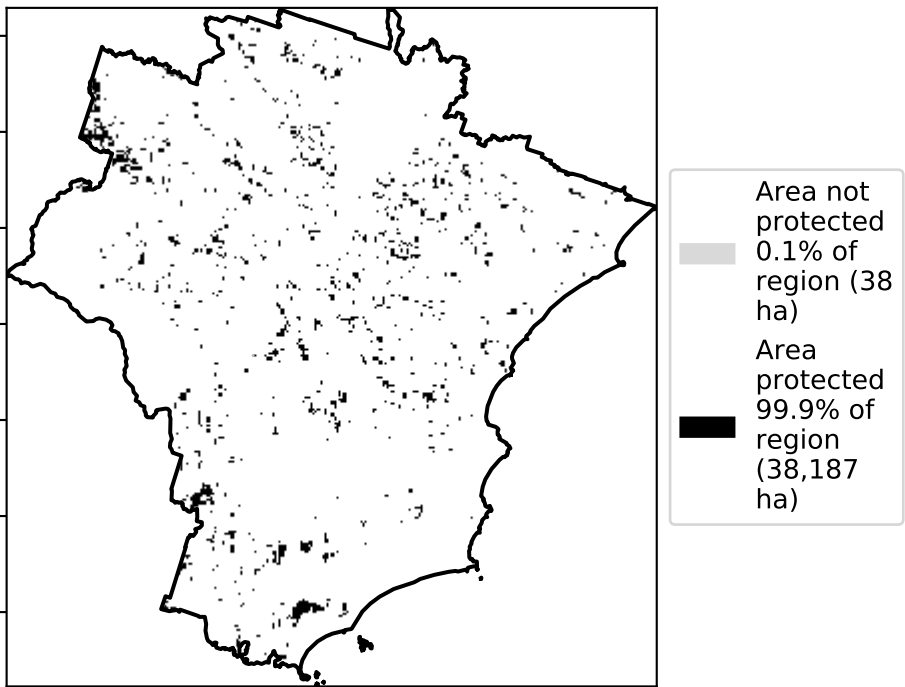 Area not
protected
0.1% of
region (38
ha)
Area
protected
99.9% of
region
(38,187
ha)